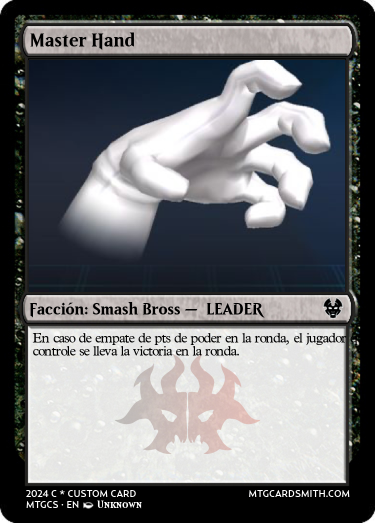 Master Hand
Facción: Smash Bross — LEADER
En caso de empate de pts de poder en la ronda, el jugador
controle se lleva la victoria en la ronda.
2024 C * CUSTOM CARD
MTGCARDSMITH.COM
MTGCS · EN Unknown